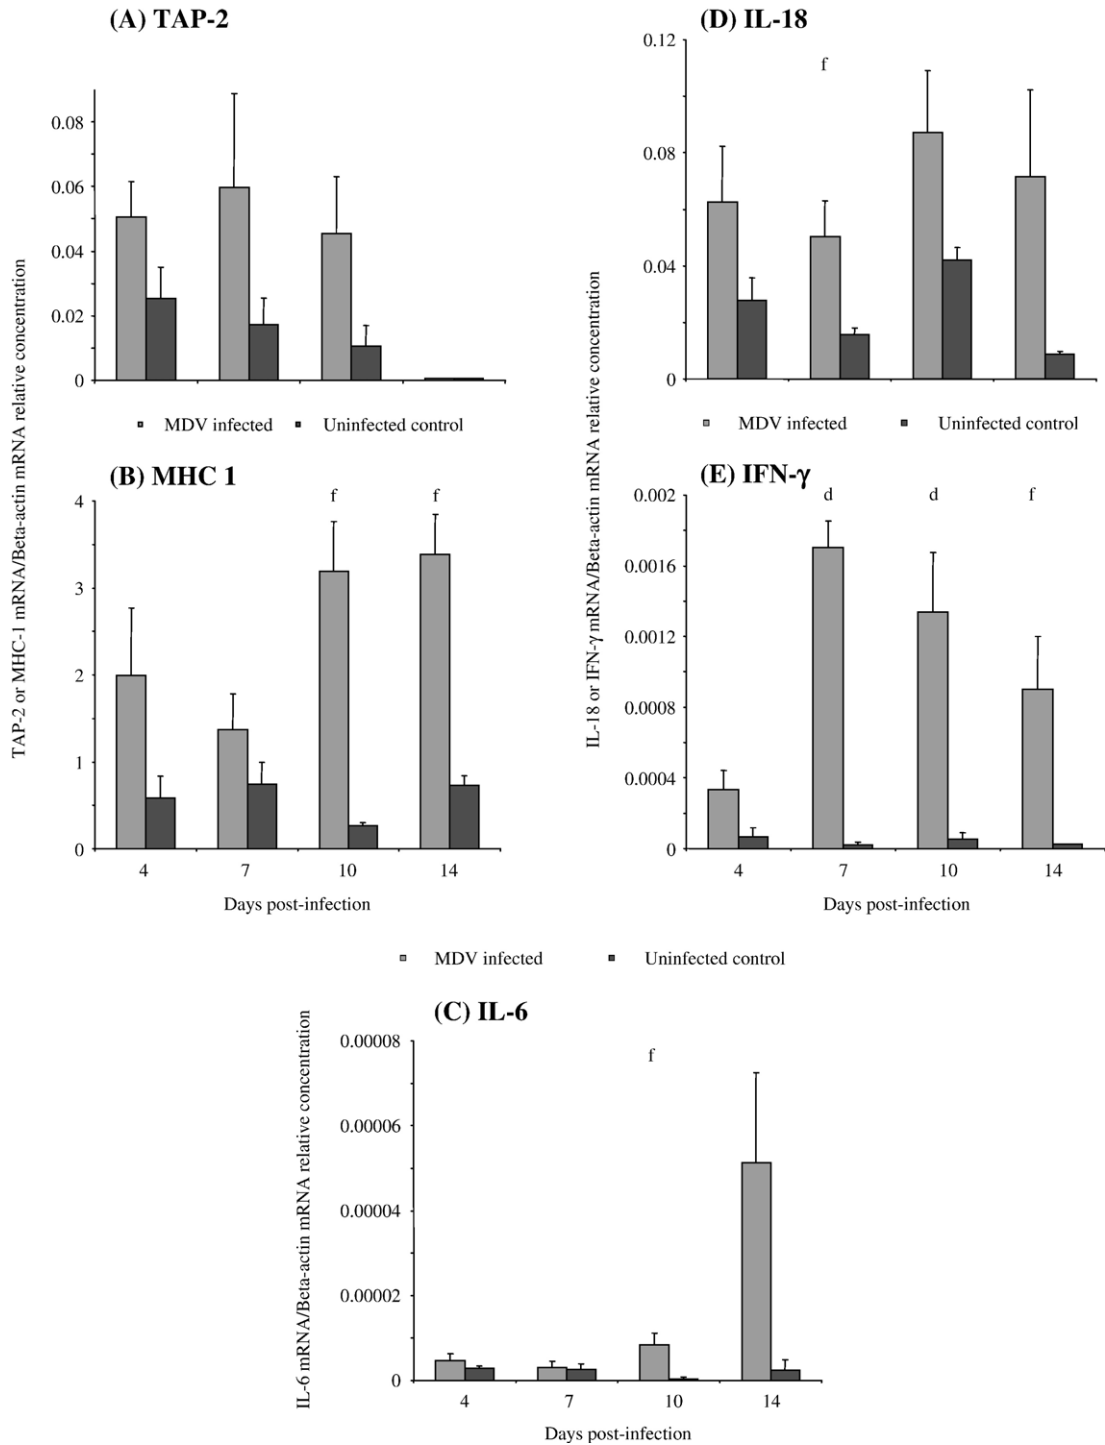 (A) TAP-2
0.08
0.06
0.04
0.02
0
MDV infected Uninfected control
(B) MHC 1
f f
4
3
2
1
0
4 7 10 14
Days post-infection
TAP-2 or MHC-1 mRNA/Beta-actin mRNA relative concentration
(D) IL-18
0.12
f
0.08
0.04
0
MDV infected Uninfected control
(E) IFN-γ
0.002
d d f
0.0016
0.0012
0.0008
0.0004
0
4 7 10 14
Days post-infection
IL-18 or IFN-γ mRNA/Beta-actin mRNA relative concentration
MDV infected Uninfected control
(C) IL-6
0.00008
f
0.00006
0.00004
0.00002
0
4 7 10 14
Days post-infection
IL-6 mRNA/Beta-actin mRNA relative concentration